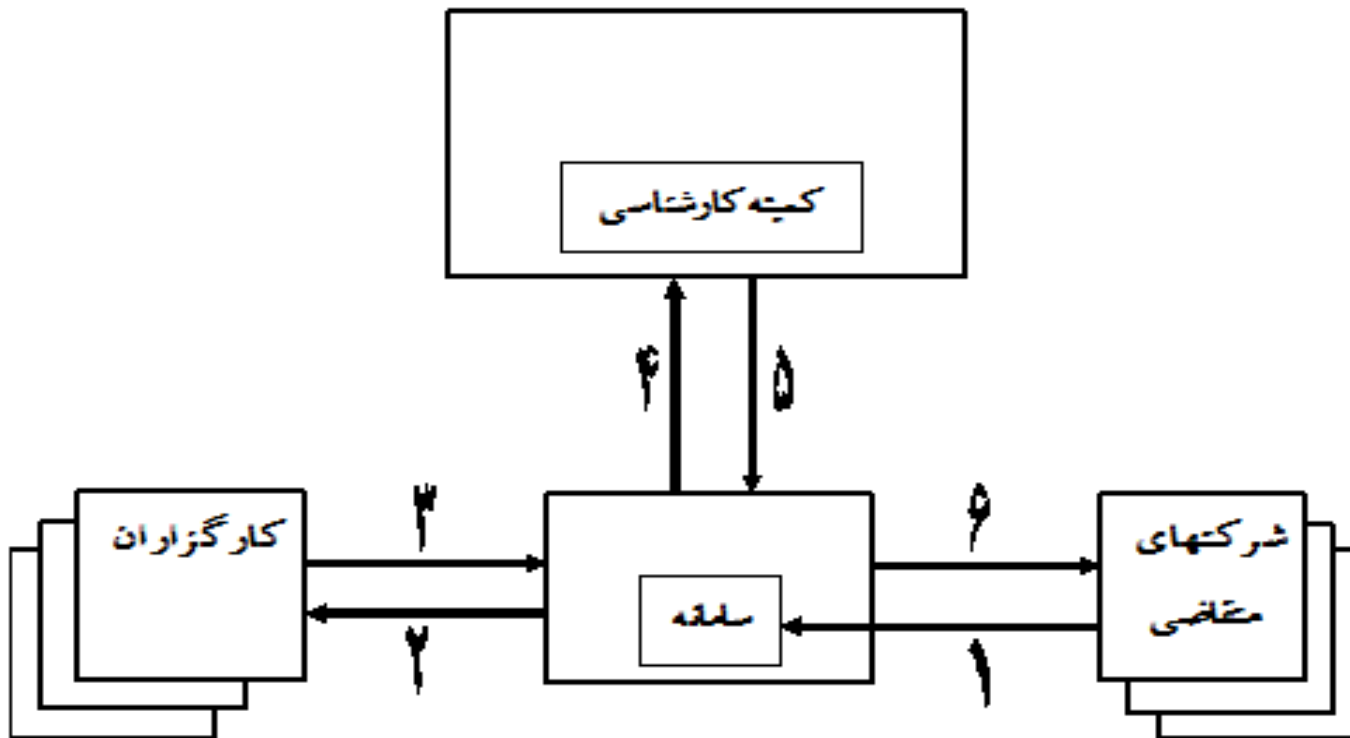 کمیته کارشناسی
۴
۵
کارگزاران
۳
۲
سامانه
۶
۱
شرکتهای
متقاضی